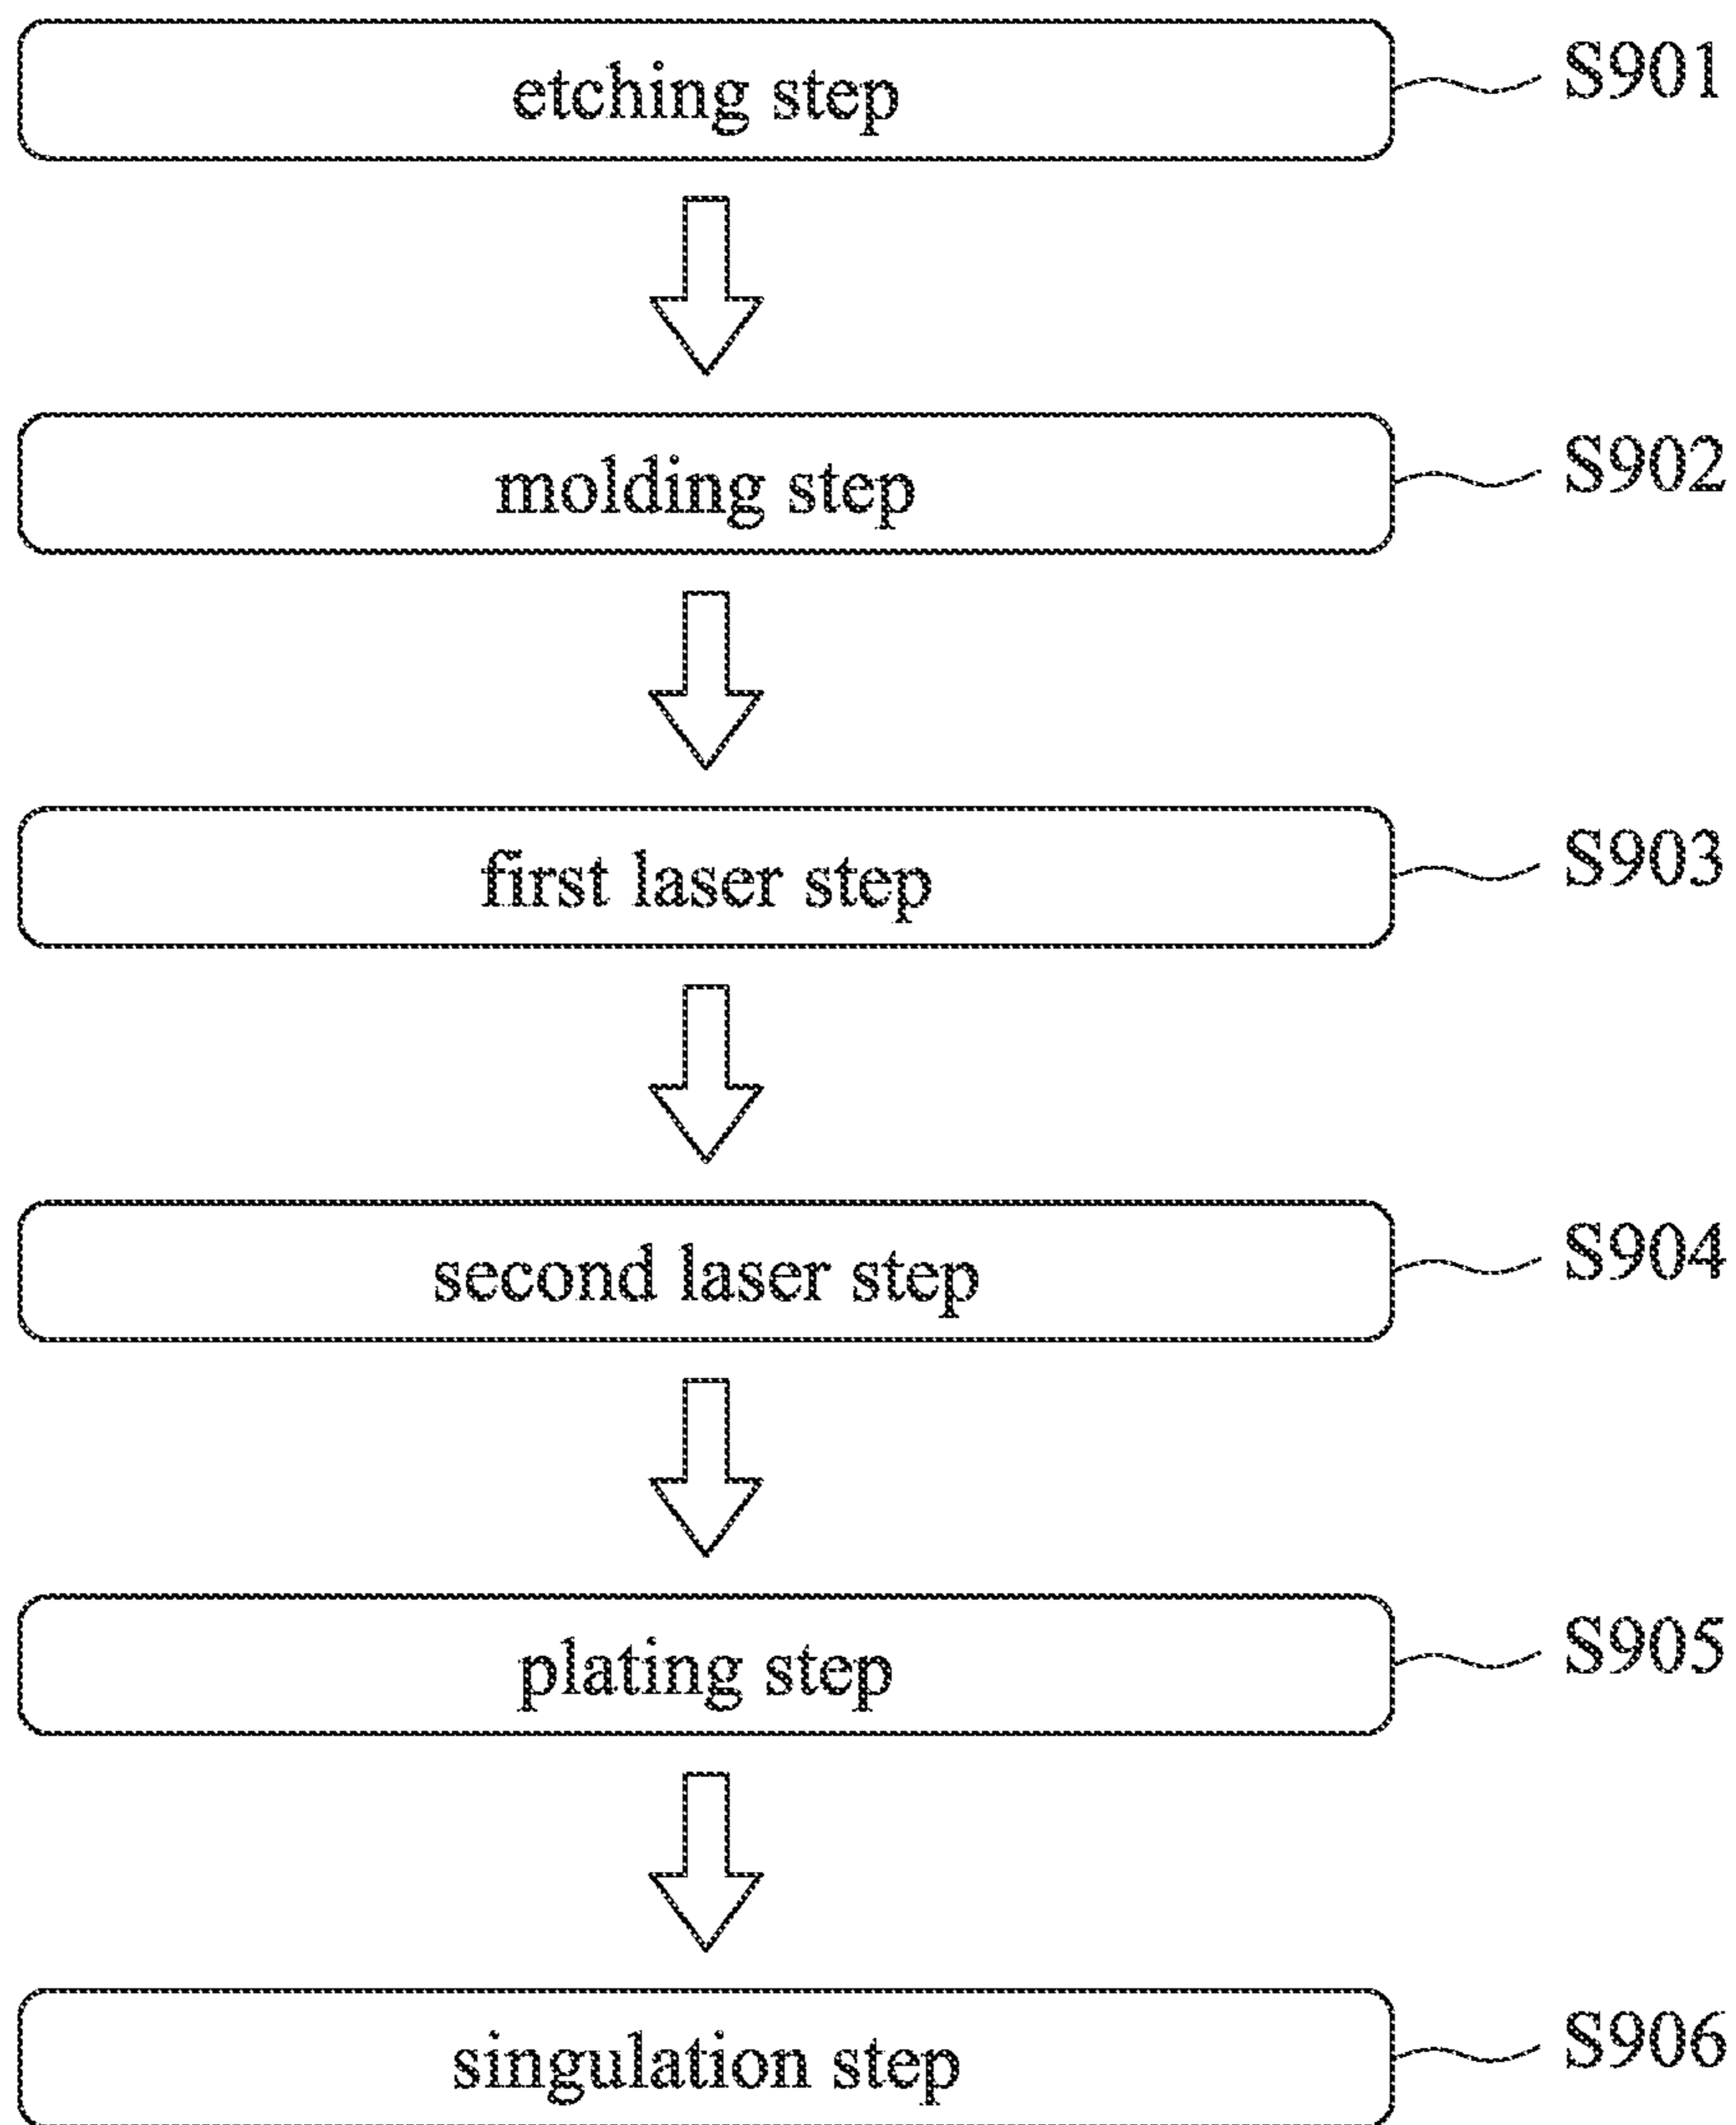 etching step S901
molding step S902
first laser step S903
second laser step S904
plating step S905
singulation step S906